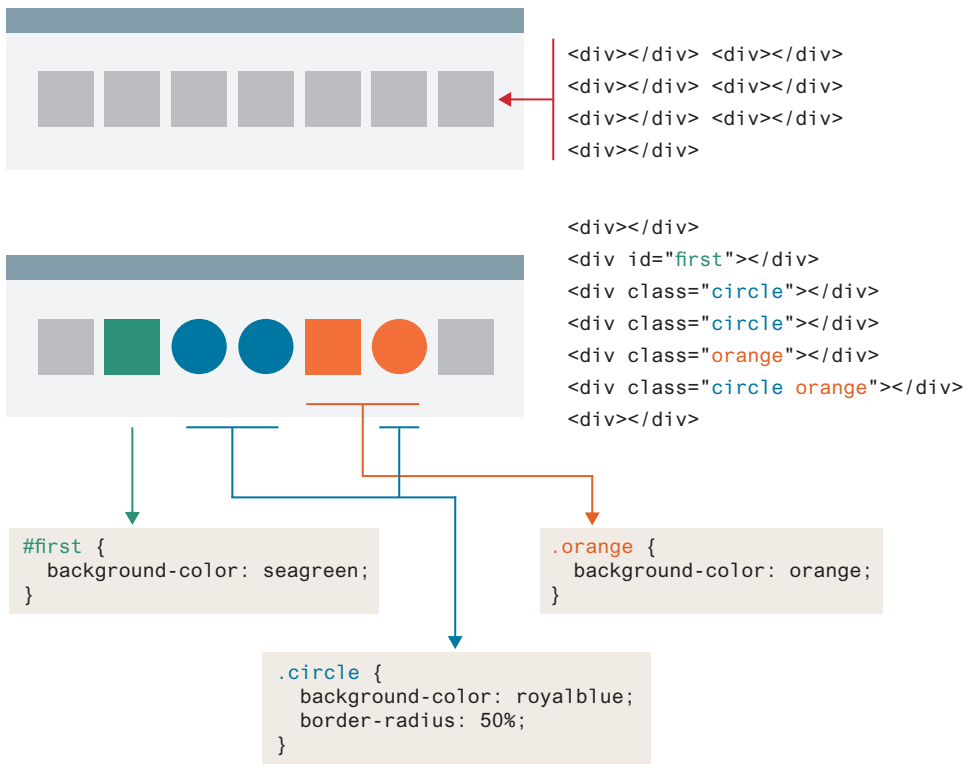 <div></div> <div></div>
<div></div> <div></div>
<div></div> <div></div>
<div></div>
<div></div>
<div id="first"></div>
<div class="circle"></div>
<div class="circle"></div>
<div class="orange"></div>
<div class="circle orange"></div>
<div></div>
#first {
  background-color: seagreen;
}
.orange {
  background-color: orange;
}
.circle {
  background-color: royalblue;
  border-radius: 50%;
}